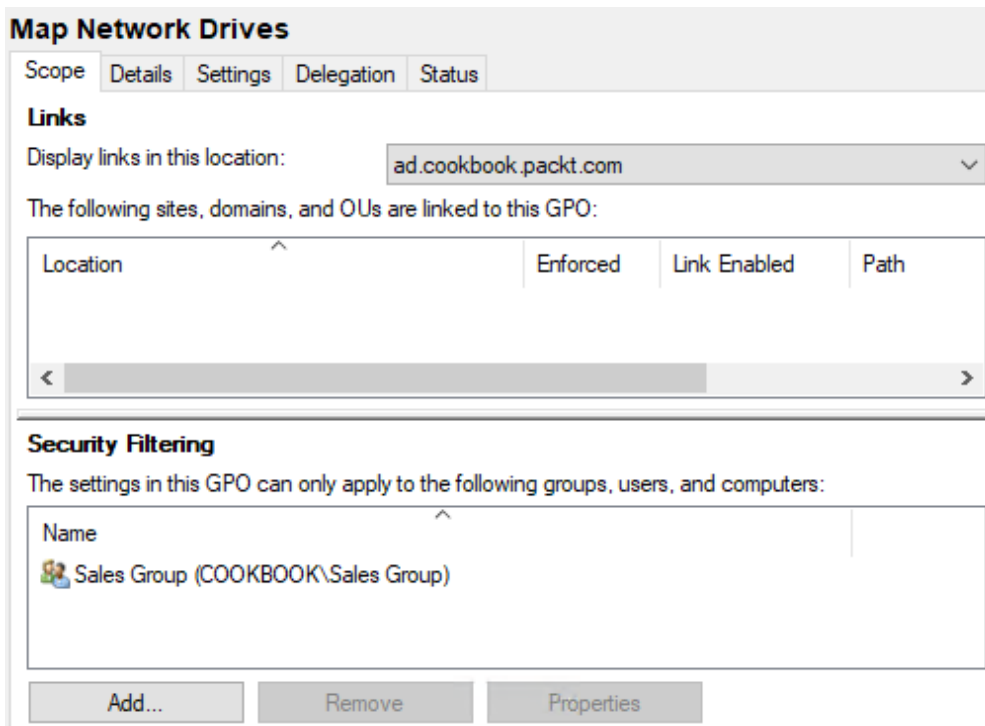 Map Network Drives
Scope Details Settings Delegation Status
Links
Display links in this location: ad.cookbook.packt.com
The following sites, domains, and OUs are linked to this GPO:
Location Enforced Link Enabled Path
Security Filtering
The settings in this GPO can only apply to the following groups, users, and computers:
Name
Sales Group (COOKBOOK\Sales Group)
Add... Remove Properties